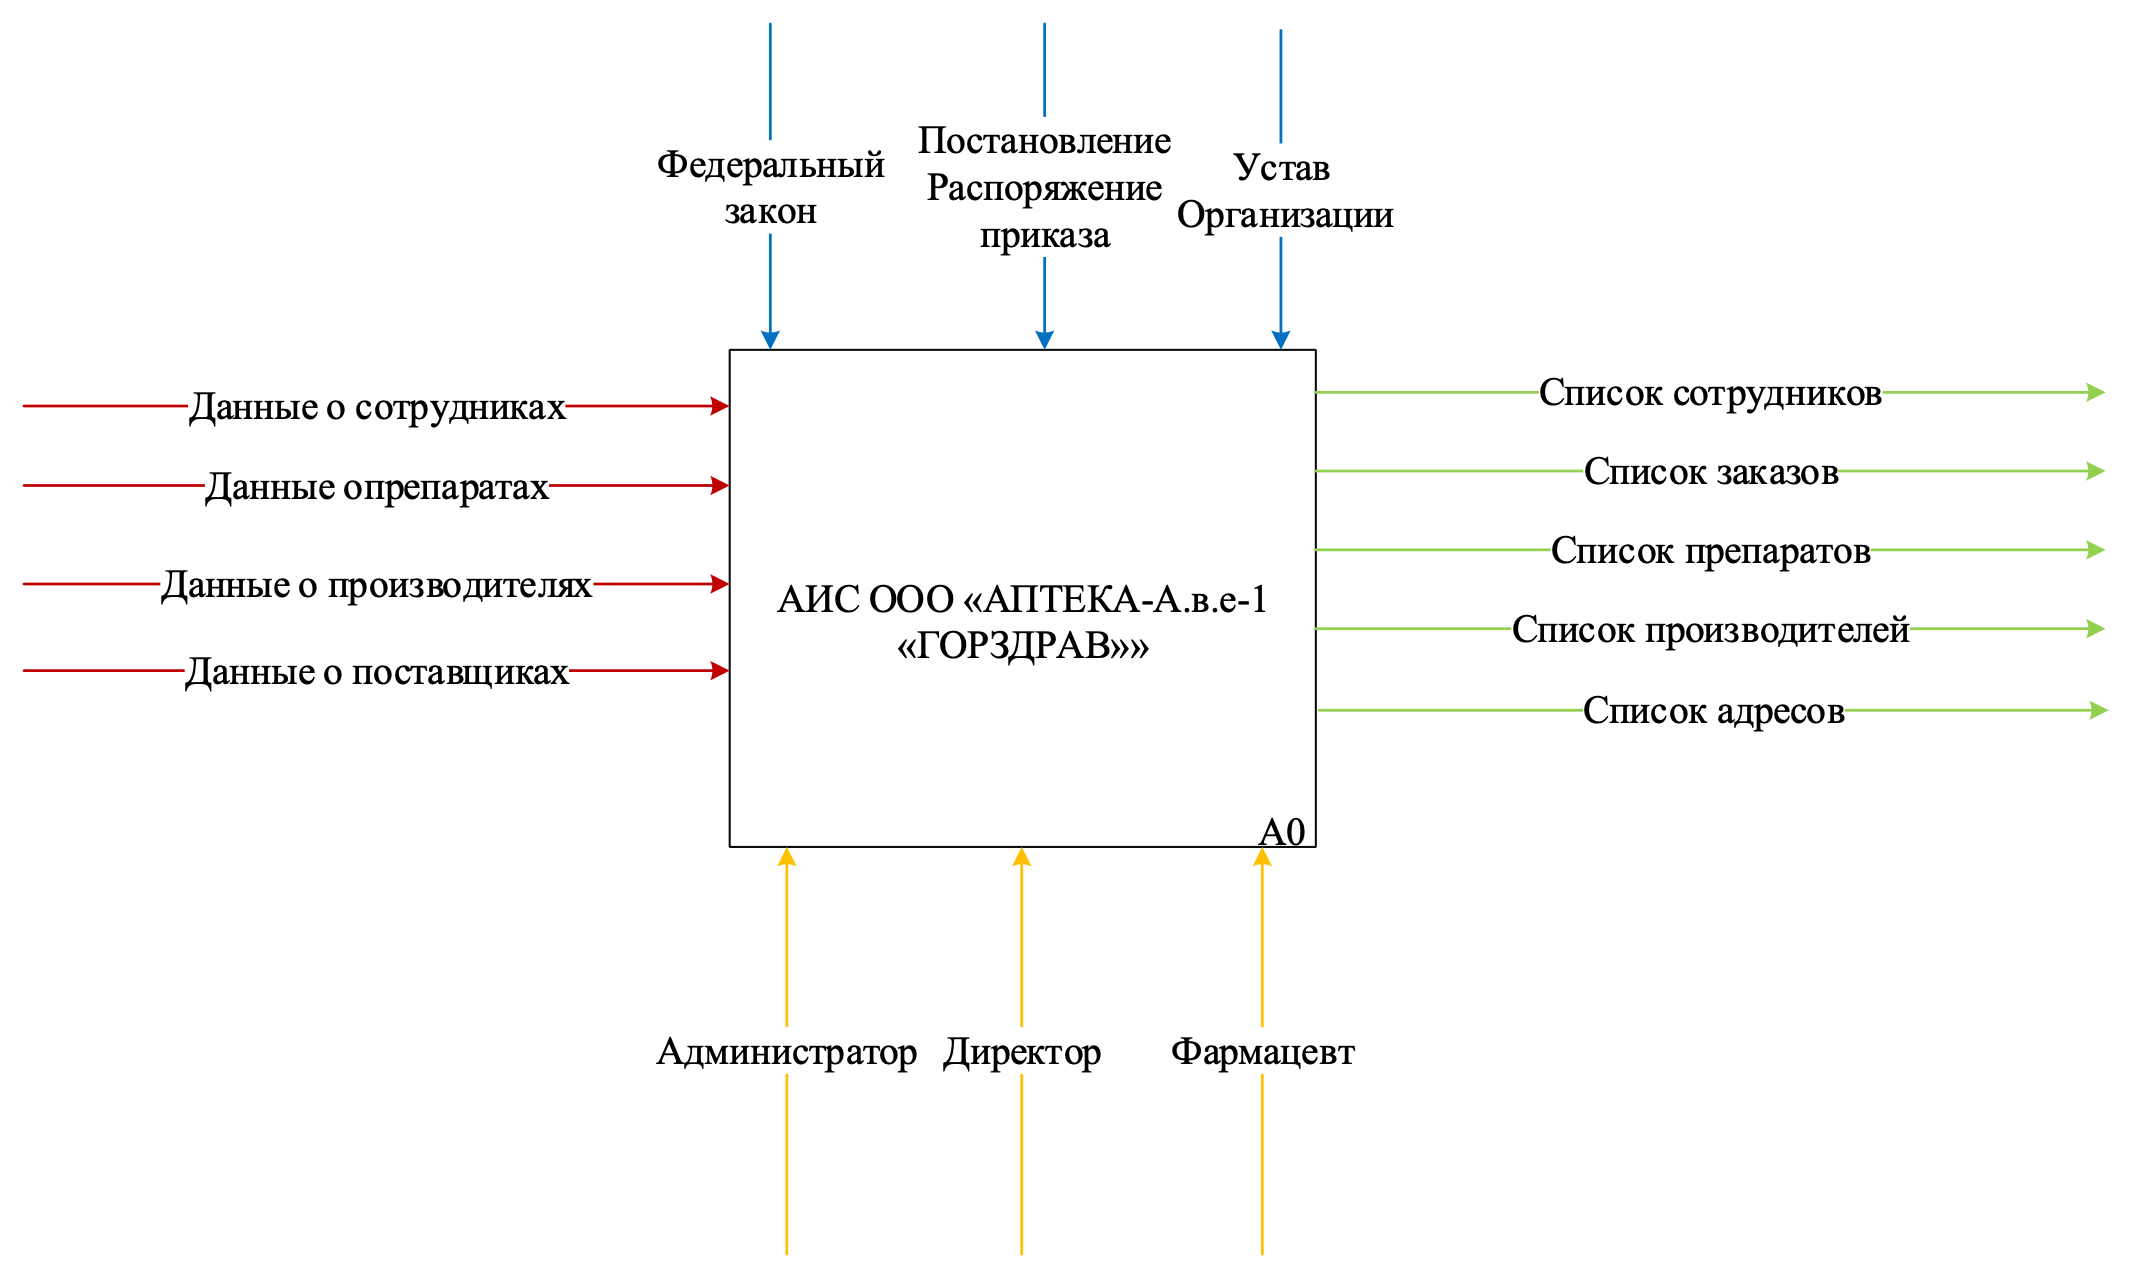 Федеральный
закон
Постановление
Распоряжение
приказа
Устав
Организации
Данные о сотрудниках
Данные опрепаратах
Данные о производителях
Данные о поставщиках
АИС ООО «АПТЕКА-А.в.е-1
«ГОРЗДРАВ»»
А0
Список сотрудников
Список заказов
Список препаратов
Список производителей
Список адресов
Администратор
Директор
Фармацевт